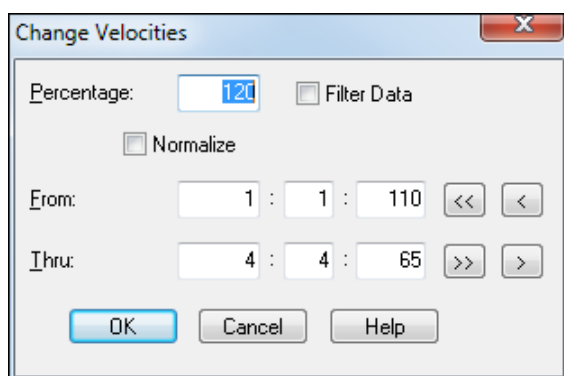 Change Velocities X
Percentage: 120 Filter Data
Normalize
From: 1 : 1 : 110 << <
Thru: 4 : 4 : 65 >> >
OK Cancel Help